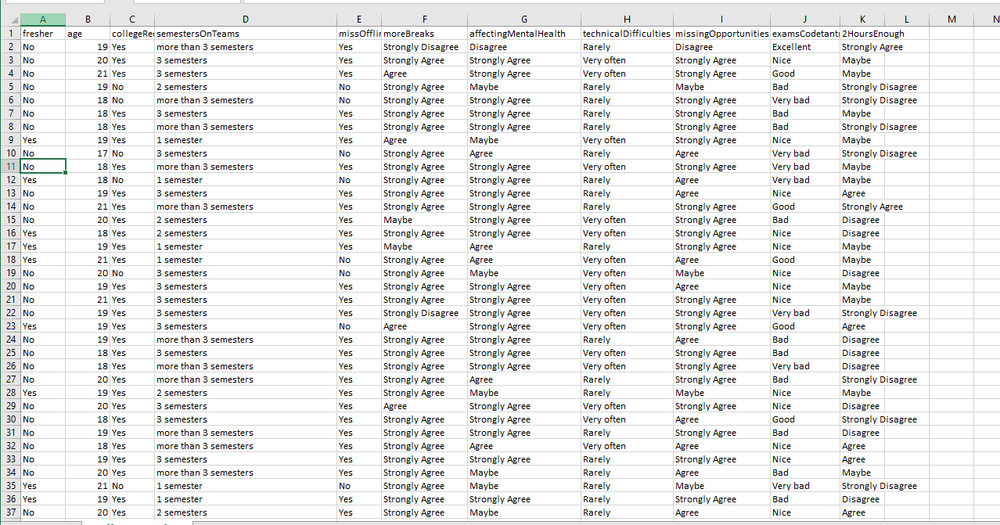 A B C D E F G H I J K L M N
1 fresher age collegeRe semestersOnTeams missOfflin moreBreaks affectingMentalHealth technicalDifficulties missingOpportunities examsCodetantr 2HoursEnough
2 No 19 Yes more than 3 semesters Yes Strongly Disagree Disagree Rarely Disagree Excellent Strongly Agree
3 No 20 Yes 3 semesters Yes Strongly Agree Strongly Agree Very often Strongly Agree Nice Maybe
4 No 21 Yes 3 semesters Yes Agree Strongly Agree Very often Strongly Agree Good Maybe
5 No 19 No 2 semesters No Strongly Agree Maybe Rarely Maybe Bad Strongly Disagree
6 No 18 No more than 3 semesters No Strongly Agree Strongly Agree Rarely Strongly Agree Very bad Strongly Disagree
7 No 18 Yes 3 semesters Yes Strongly Agree Strongly Agree Rarely Strongly Agree Bad Maybe
8 No 18 Yes more than 3 semesters Yes Strongly Agree Strongly Agree Rarely Strongly Agree Bad Strongly Disagree
9 Yes 19 Yes 1 semester Yes Agree Maybe Very often Strongly Agree Nice Maybe
10 No 17 No 3 semesters No Strongly Agree Agree Rarely Agree Very bad Strongly Disagree
11 No 18 Yes more than 3 semesters Yes Strongly Agree Strongly Agree Very often Strongly Agree Very bad Maybe
12 Yes 18 No 1 semester No Strongly Agree Strongly Agree Rarely Agree Very bad Maybe
13 No 19 Yes 3 semesters Yes Strongly Agree Strongly Agree Rarely Agree Nice Agree
14 No 21 Yes more than 3 semesters Yes Strongly Agree Strongly Agree Rarely Strongly Agree Good Strongly Agree
15 No 20 Yes 2 semesters Yes Maybe Strongly Agree Very often Strongly Agree Bad Disagree
16 Yes 18 Yes 2 semesters Yes Strongly Agree Strongly Agree Very often Strongly Agree Nice Disagree
17 Yes 19 Yes 1 semester Yes Maybe Agree Rarely Strongly Agree Nice Maybe
18 Yes 21 Yes 1 semester No Strongly Agree Agree Very often Agree Good Maybe
19 No 20 No 3 semesters No Strongly Agree Maybe Very often Maybe Nice Disagree
20 No 19 Yes 3 semesters Yes Strongly Agree Strongly Agree Very often Agree Nice Maybe
21 No 21 Yes 3 semesters Yes Strongly Agree Strongly Agree Very often Strongly Agree Nice Maybe
22 No 19 Yes 3 semesters Yes Strongly Disagree Strongly Agree Very often Strongly Agree Very bad Strongly Disagree
23 Yes 19 Yes 3 semesters No Agree Strongly Agree Very often Strongly Agree Good Agree
24 No 19 Yes more than 3 semesters Yes Strongly Agree Strongly Agree Rarely Agree Bad Disagree
25 No 18 Yes 3 semesters Yes Strongly Agree Strongly Agree Very often Strongly Agree Bad Disagree
26 No 18 Yes more than 3 semesters Yes Strongly Agree Strongly Agree Very often Strongly Agree Very bad Disagree
27 No 20 Yes more than 3 semesters Yes Strongly Agree Agree Rarely Strongly Agree Bad Strongly Disagree
28 Yes 19 Yes 2 semesters Yes Strongly Agree Maybe Rarely Maybe Nice Maybe
29 No 20 Yes 3 semesters Yes Agree Strongly Agree Very often Strongly Agree Nice Disagree
30 No 18 Yes 3 semesters Yes Strongly Agree Strongly Agree Very often Agree Good Strongly Disagree
31 No 19 Yes more than 3 semesters Yes Strongly Agree Strongly Agree Rarely Strongly Agree Bad Disagree
32 No 18 Yes more than 3 semesters Yes Strongly Agree Agree Very often Agree Nice Agree
33 No 19 Yes 3 semesters Yes Strongly Agree Strongly Agree Rarely Strongly Agree Nice Agree
34 No 20 Yes more than 3 semesters Yes Strongly Agree Maybe Rarely Agree Bad Maybe
35 Yes 21 No 1 semester No Strongly Agree Maybe Rarely Maybe Very bad Strongly Disagree
36 Yes 19 Yes 1 semester Yes Strongly Agree Strongly Agree Rarely Strongly Agree Bad Disagree
37 No 20 Yes 2 semesters Yes Strongly Agree Maybe Rarely Agree Nice Agree